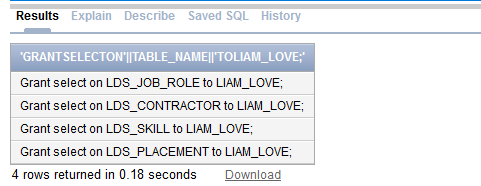 Results Explain Describe Saved SQL History
'GRANTSELECTON'||TABLE_NAME||'TOLIAM_LOVE;'
Grant select on LDS_JOB_ROLE to LIAM_LOVE;
Grant select on LDS_CONTRACTOR to LIAM_LOVE;
Grant select on LDS_SKILL to LIAM_LOVE;
Grant select on LDS_PLACEMENT to LIAM_LOVE;
4 rows returned in 0.18 seconds Download